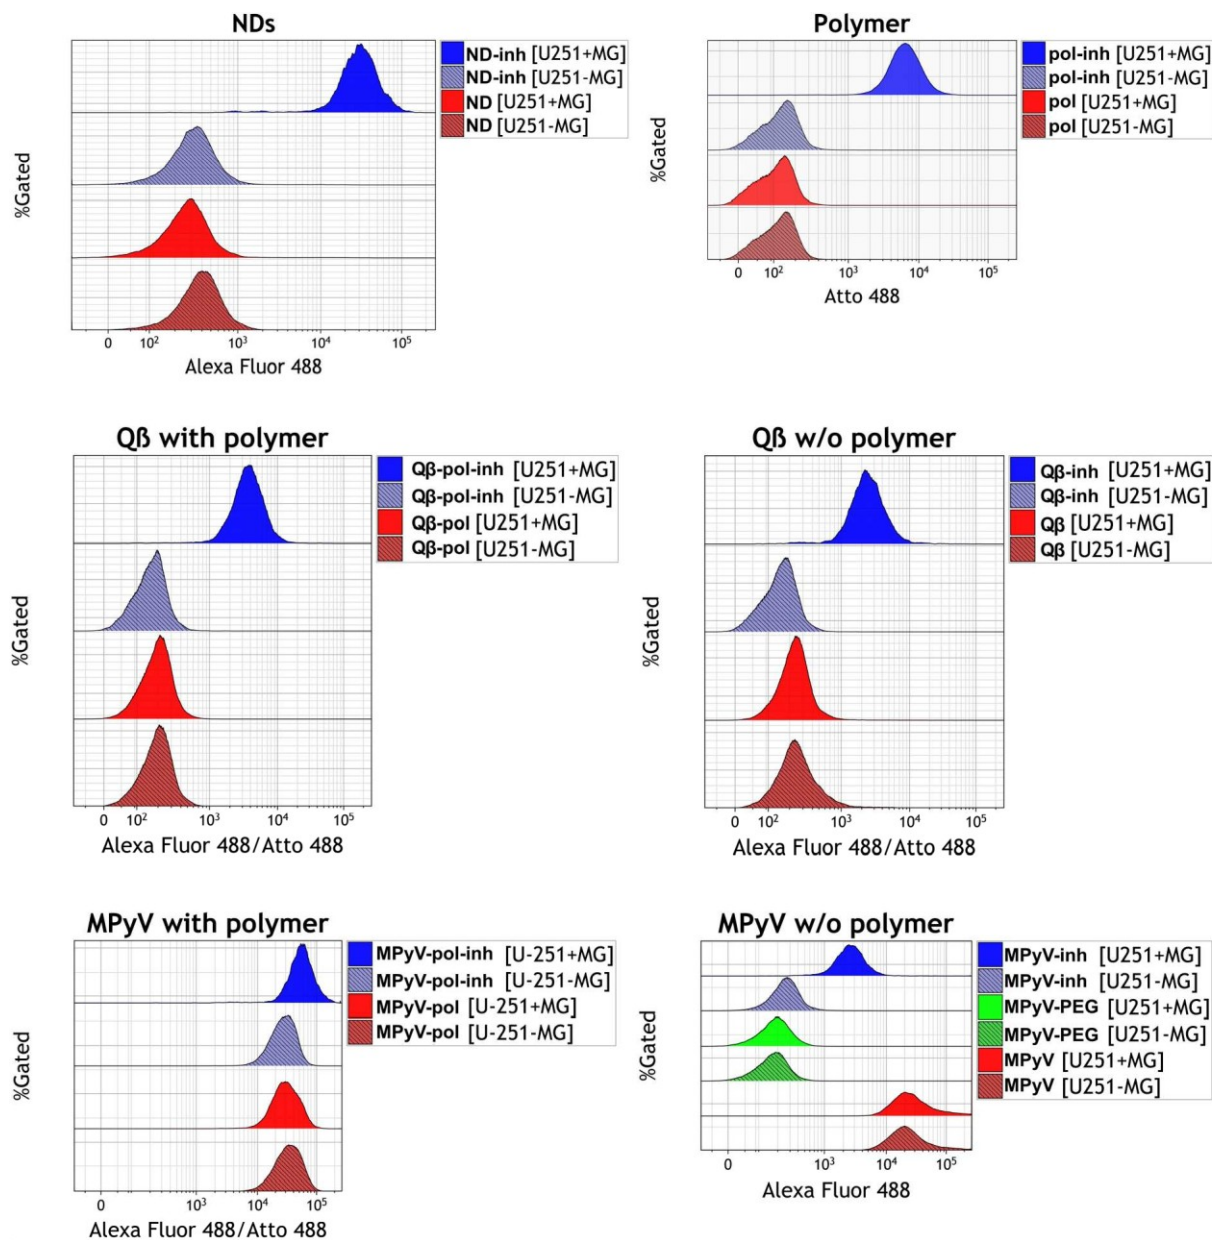 NDs
%Gated
ND-inh [U251+MG]
ND-inh [U251-MG]
ND [U251+MG]
ND [U251-MG]
0 10² 10³ 10⁴ 10⁵
Alexa Fluor 488
Polymer
%Gated
pol-inh [U251+MG]
pol-inh [U251-MG]
pol [U251+MG]
pol [U251-MG]
0 10² 10³ 10⁴ 10⁵
Atto 488
Qβ with polymer
%Gated
Qβ-pol-inh [U251+MG]
Qβ-pol-inh [U251-MG]
Qβ-pol [U251+MG]
Qβ-pol [U251-MG]
0 10² 10³ 10⁴ 10⁵
Alexa Fluor 488/Atto 488
Qβ w/o polymer
%Gated
Qβ-inh [U251+MG]
Qβ-inh [U251-MG]
Qβ [U251+MG]
Qβ [U251-MG]
0 10² 10³ 10⁴ 10⁵
Alexa Fluor 488/Atto 488
MPyV with polymer
%Gated
MPyV-pol-inh [U-251+MG]
MPyV-pol-inh [U-251-MG]
MPyV-pol [U-251+MG]
MPyV-pol [U-251-MG]
0 10³ 10⁴ 10⁵
Alexa Fluor 488/Atto 488
MPyV w/o polymer
%Gated
MPyV-inh [U251+MG]
MPyV-inh [U251-MG]
MPyV-PEG [U251+MG]
MPyV-PEG [U251-MG]
MPyV [U251+MG]
MPyV [U251-MG]
0 10³ 10⁴ 10⁵
Alexa Fluor 488